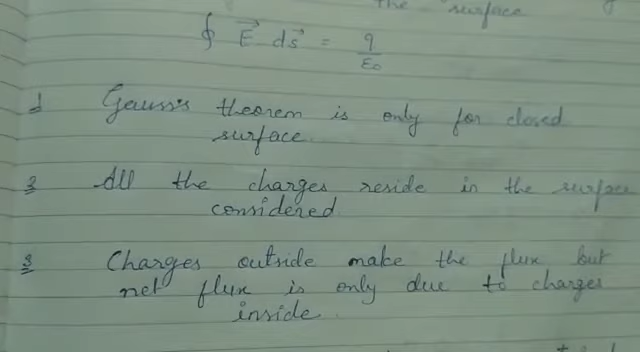 the surface
∮ E⃗ ds⃗ = q/ε₀
1 Gauss's theorem is only for closed
surface.
2 All the charges reside in the surface
considered.
3 Charges outside make the flux but
net flux is only due to charges
inside.